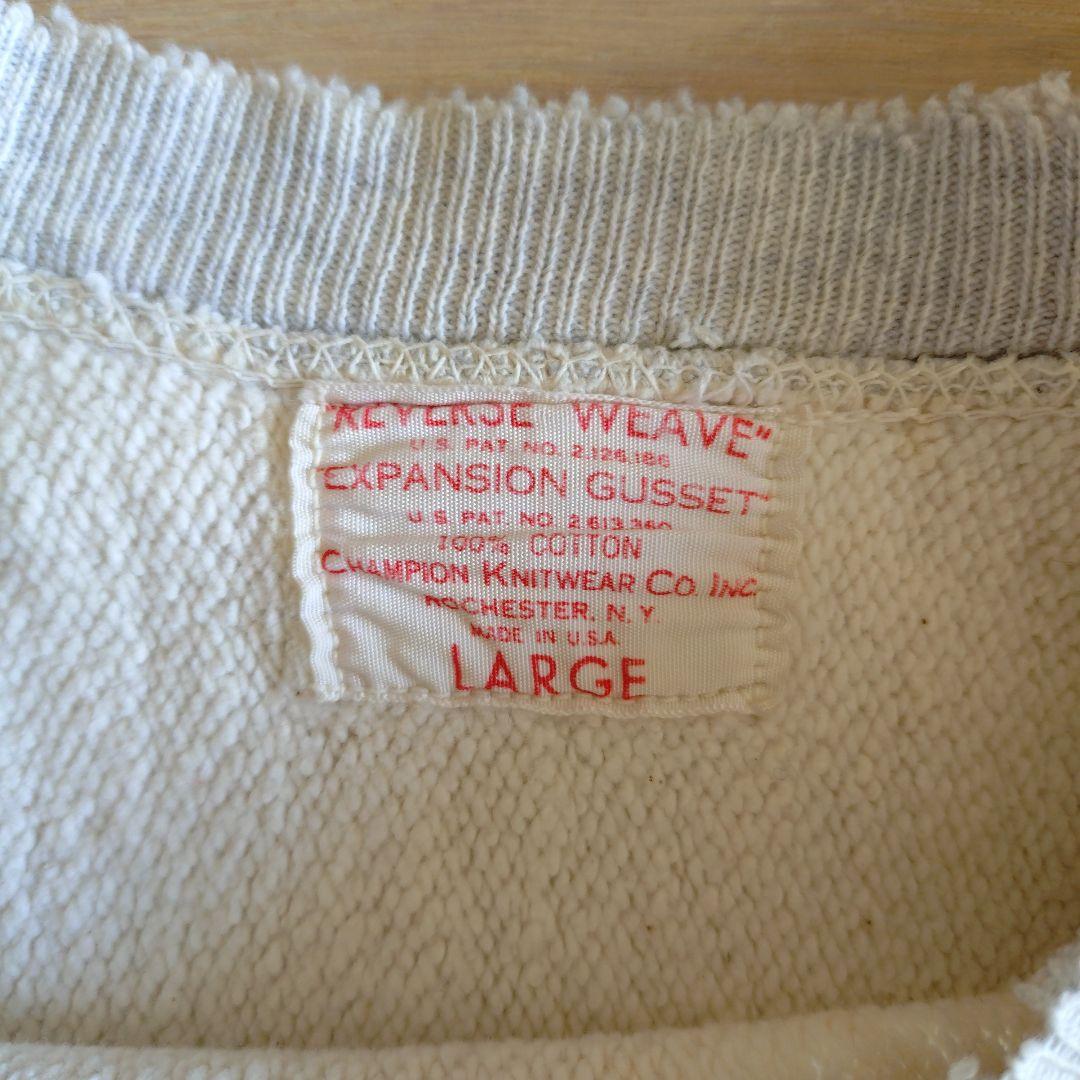 "REVERSE WEAVE"
U.S. PAT. NO. 2.126.186
"EXPANSION GUSSET"
U.S. PAT. NO. 2.613.360
100% COTTON
CHAMPION KNITWEAR CO. INC.
ROCHESTER, N. Y.
MADE IN U.S.A.
LARGE